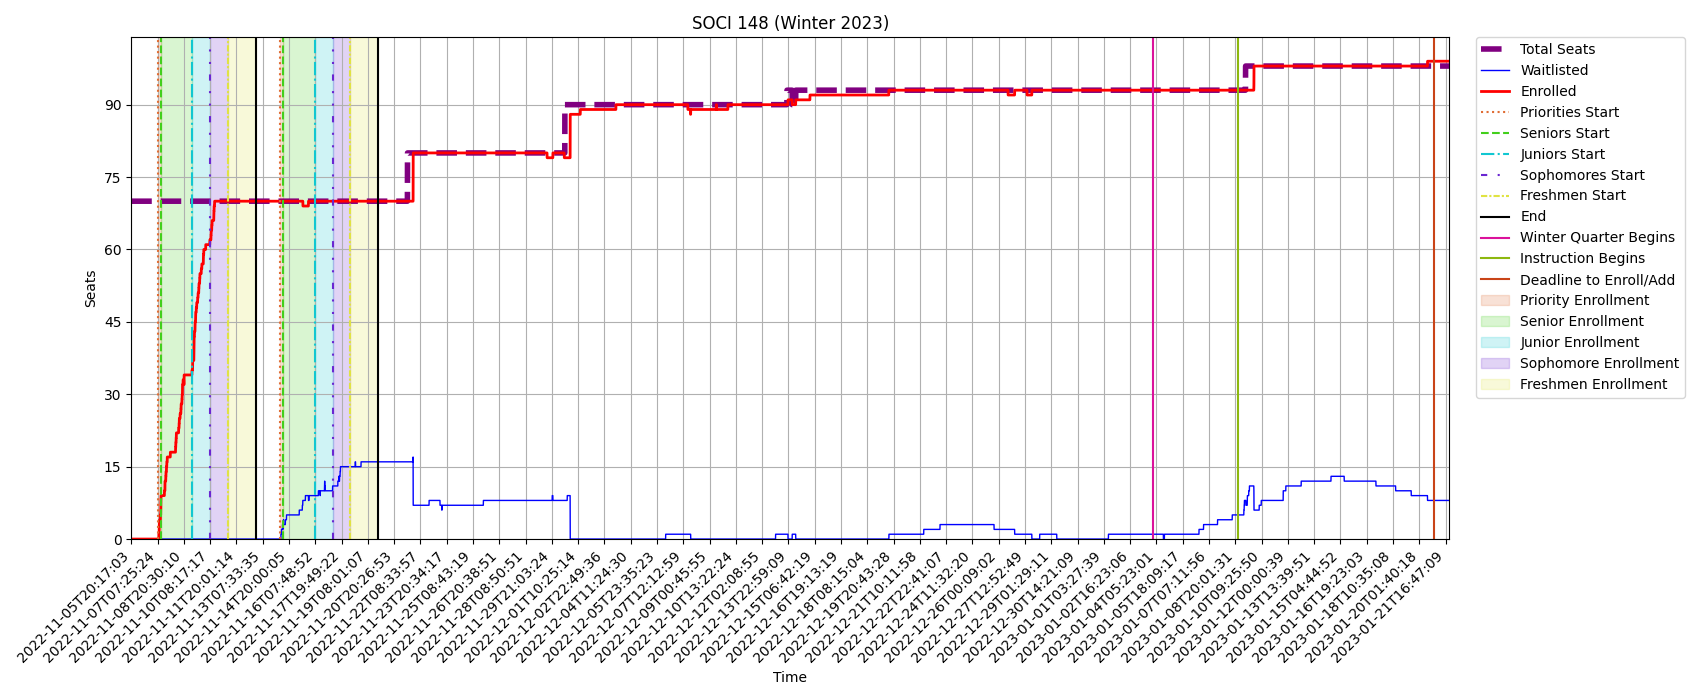 SOCI 148 (Winter 2023)
Total Seats
Waitlisted
Enrolled
Priorities Start
Seniors Start
Juniors Start
Sophomores Start
Freshmen Start
End
Winter Quarter Begins
Instruction Begins
Deadline to Enroll/Add
Priority Enrollment
Senior Enrollment
Junior Enrollment
Sophomore Enrollment
Freshmen Enrollment
Seats
90
75
60
45
30
15
0
2022-11-05T20:17:03
2022-11-07T07:25:24
2022-11-08T20:30:10
2022-11-10T08:17:17
2022-11-11T20:01:14
2022-11-13T07:33:35
2022-11-14T20:00:05
2022-11-16T07:48:52
2022-11-17T19:49:22
2022-11-19T08:01:07
2022-11-20T20:26:53
2022-11-22T08:33:57
2022-11-23T20:34:17
2022-11-25T08:43:19
2022-11-26T20:38:51
2022-11-28T08:50:51
2022-11-29T21:03:24
2022-12-01T10:25:14
2022-12-02T22:49:36
2022-12-04T11:24:30
2022-12-05T23:35:23
2022-12-07T12:12:59
2022-12-09T00:45:55
2022-12-10T13:22:24
2022-12-12T02:08:55
2022-12-13T22:59:09
2022-12-15T06:42:19
2022-12-16T19:13:19
2022-12-18T08:15:04
2022-12-19T20:43:28
2022-12-21T10:11:58
2022-12-22T22:41:07
2022-12-24T11:32:20
2022-12-26T00:09:02
2022-12-27T12:52:49
2022-12-29T01:29:11
2022-12-30T14:21:09
2023-01-01T03:27:39
2023-01-02T16:23:06
2023-01-04T05:23:01
2023-01-05T18:09:17
2023-01-07T07:11:56
2023-01-08T20:01:31
2023-01-10T09:25:50
2023-01-12T00:00:39
2023-01-13T13:39:51
2023-01-15T04:44:52
2023-01-16T19:23:03
2023-01-18T10:35:08
2023-01-20T01:40:18
2023-01-21T16:47:09
Time